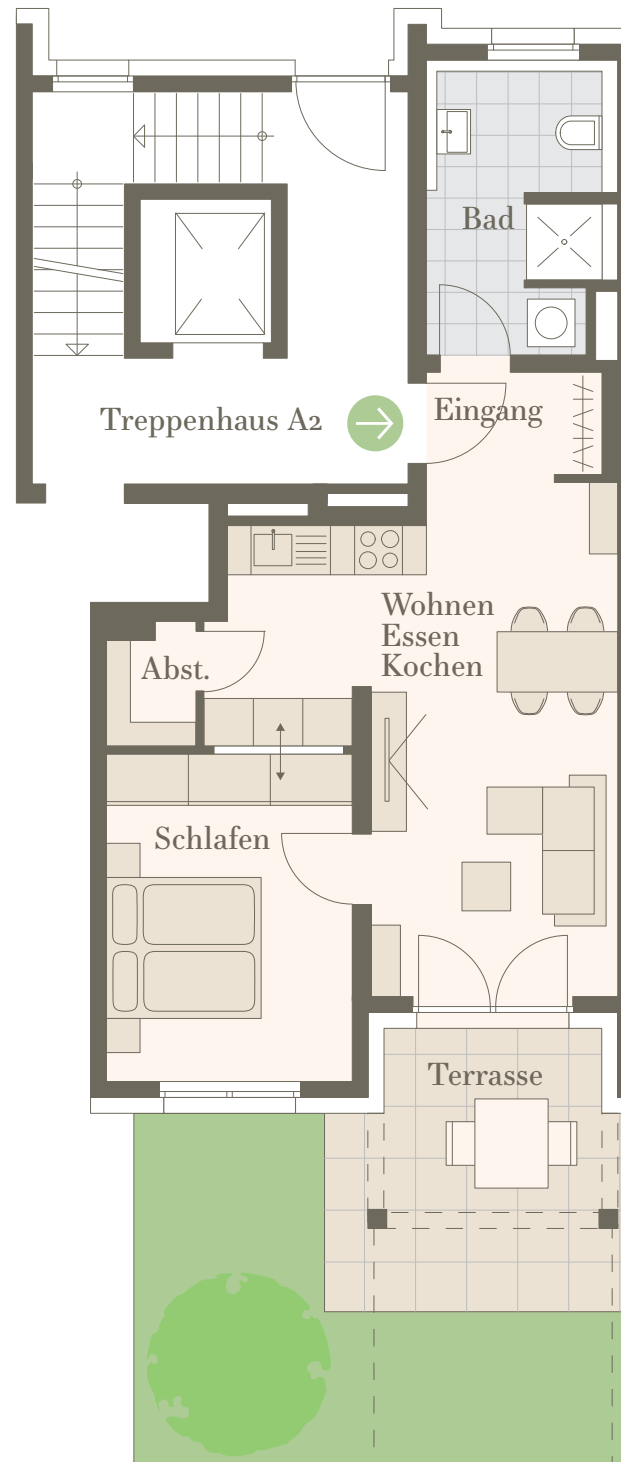 Bad
Treppenhaus A2
Eingang
Wohnen
Essen
Kochen
Abst.
Schlafen
Terrasse